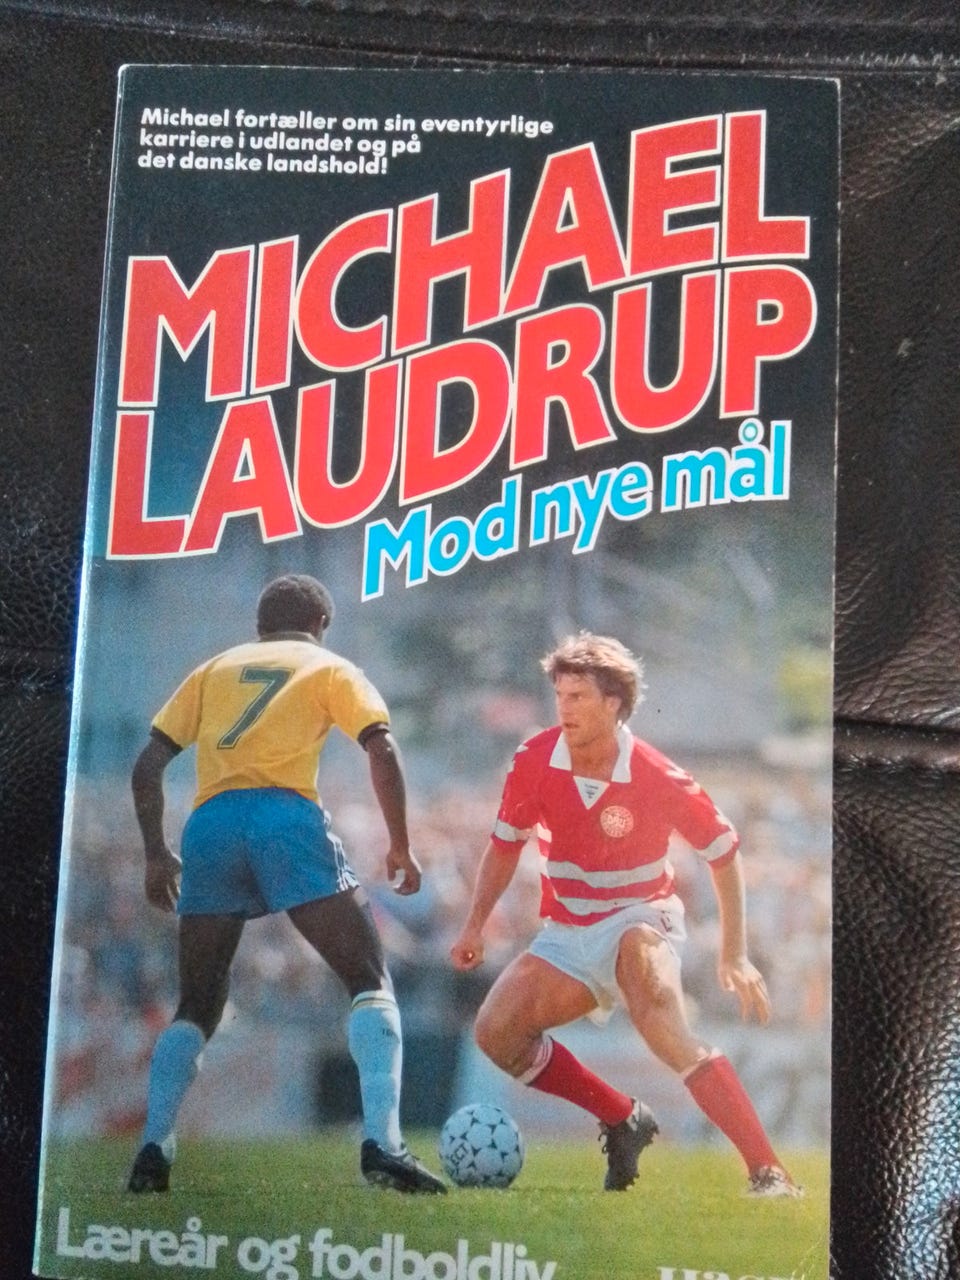 Michael fortæller om sin eventyrlige
karriere i udlandet og på
det danske landshold!
MICHAEL
LAUDRUP
Mod nye mål
7
DBU
Læreår og fodboldliv